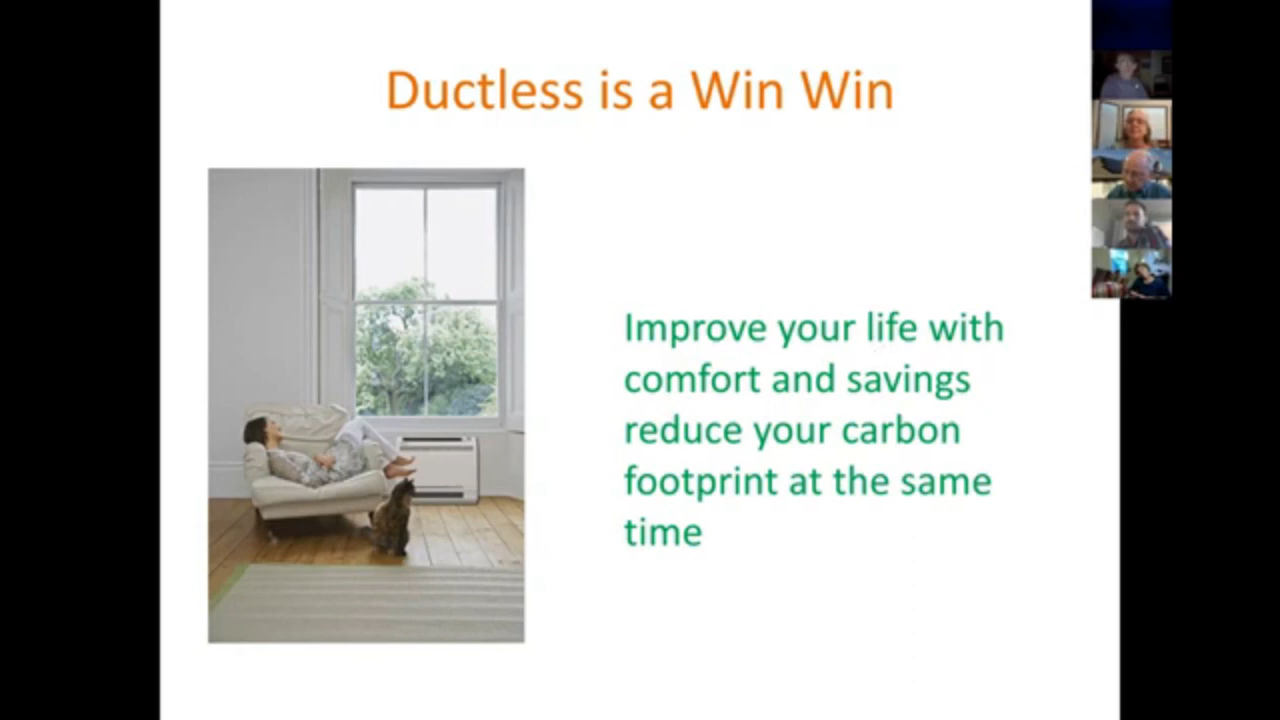 Ductless is a Win Win
Improve your life with
comfort and savings
reduce your carbon
footprint at the same
time